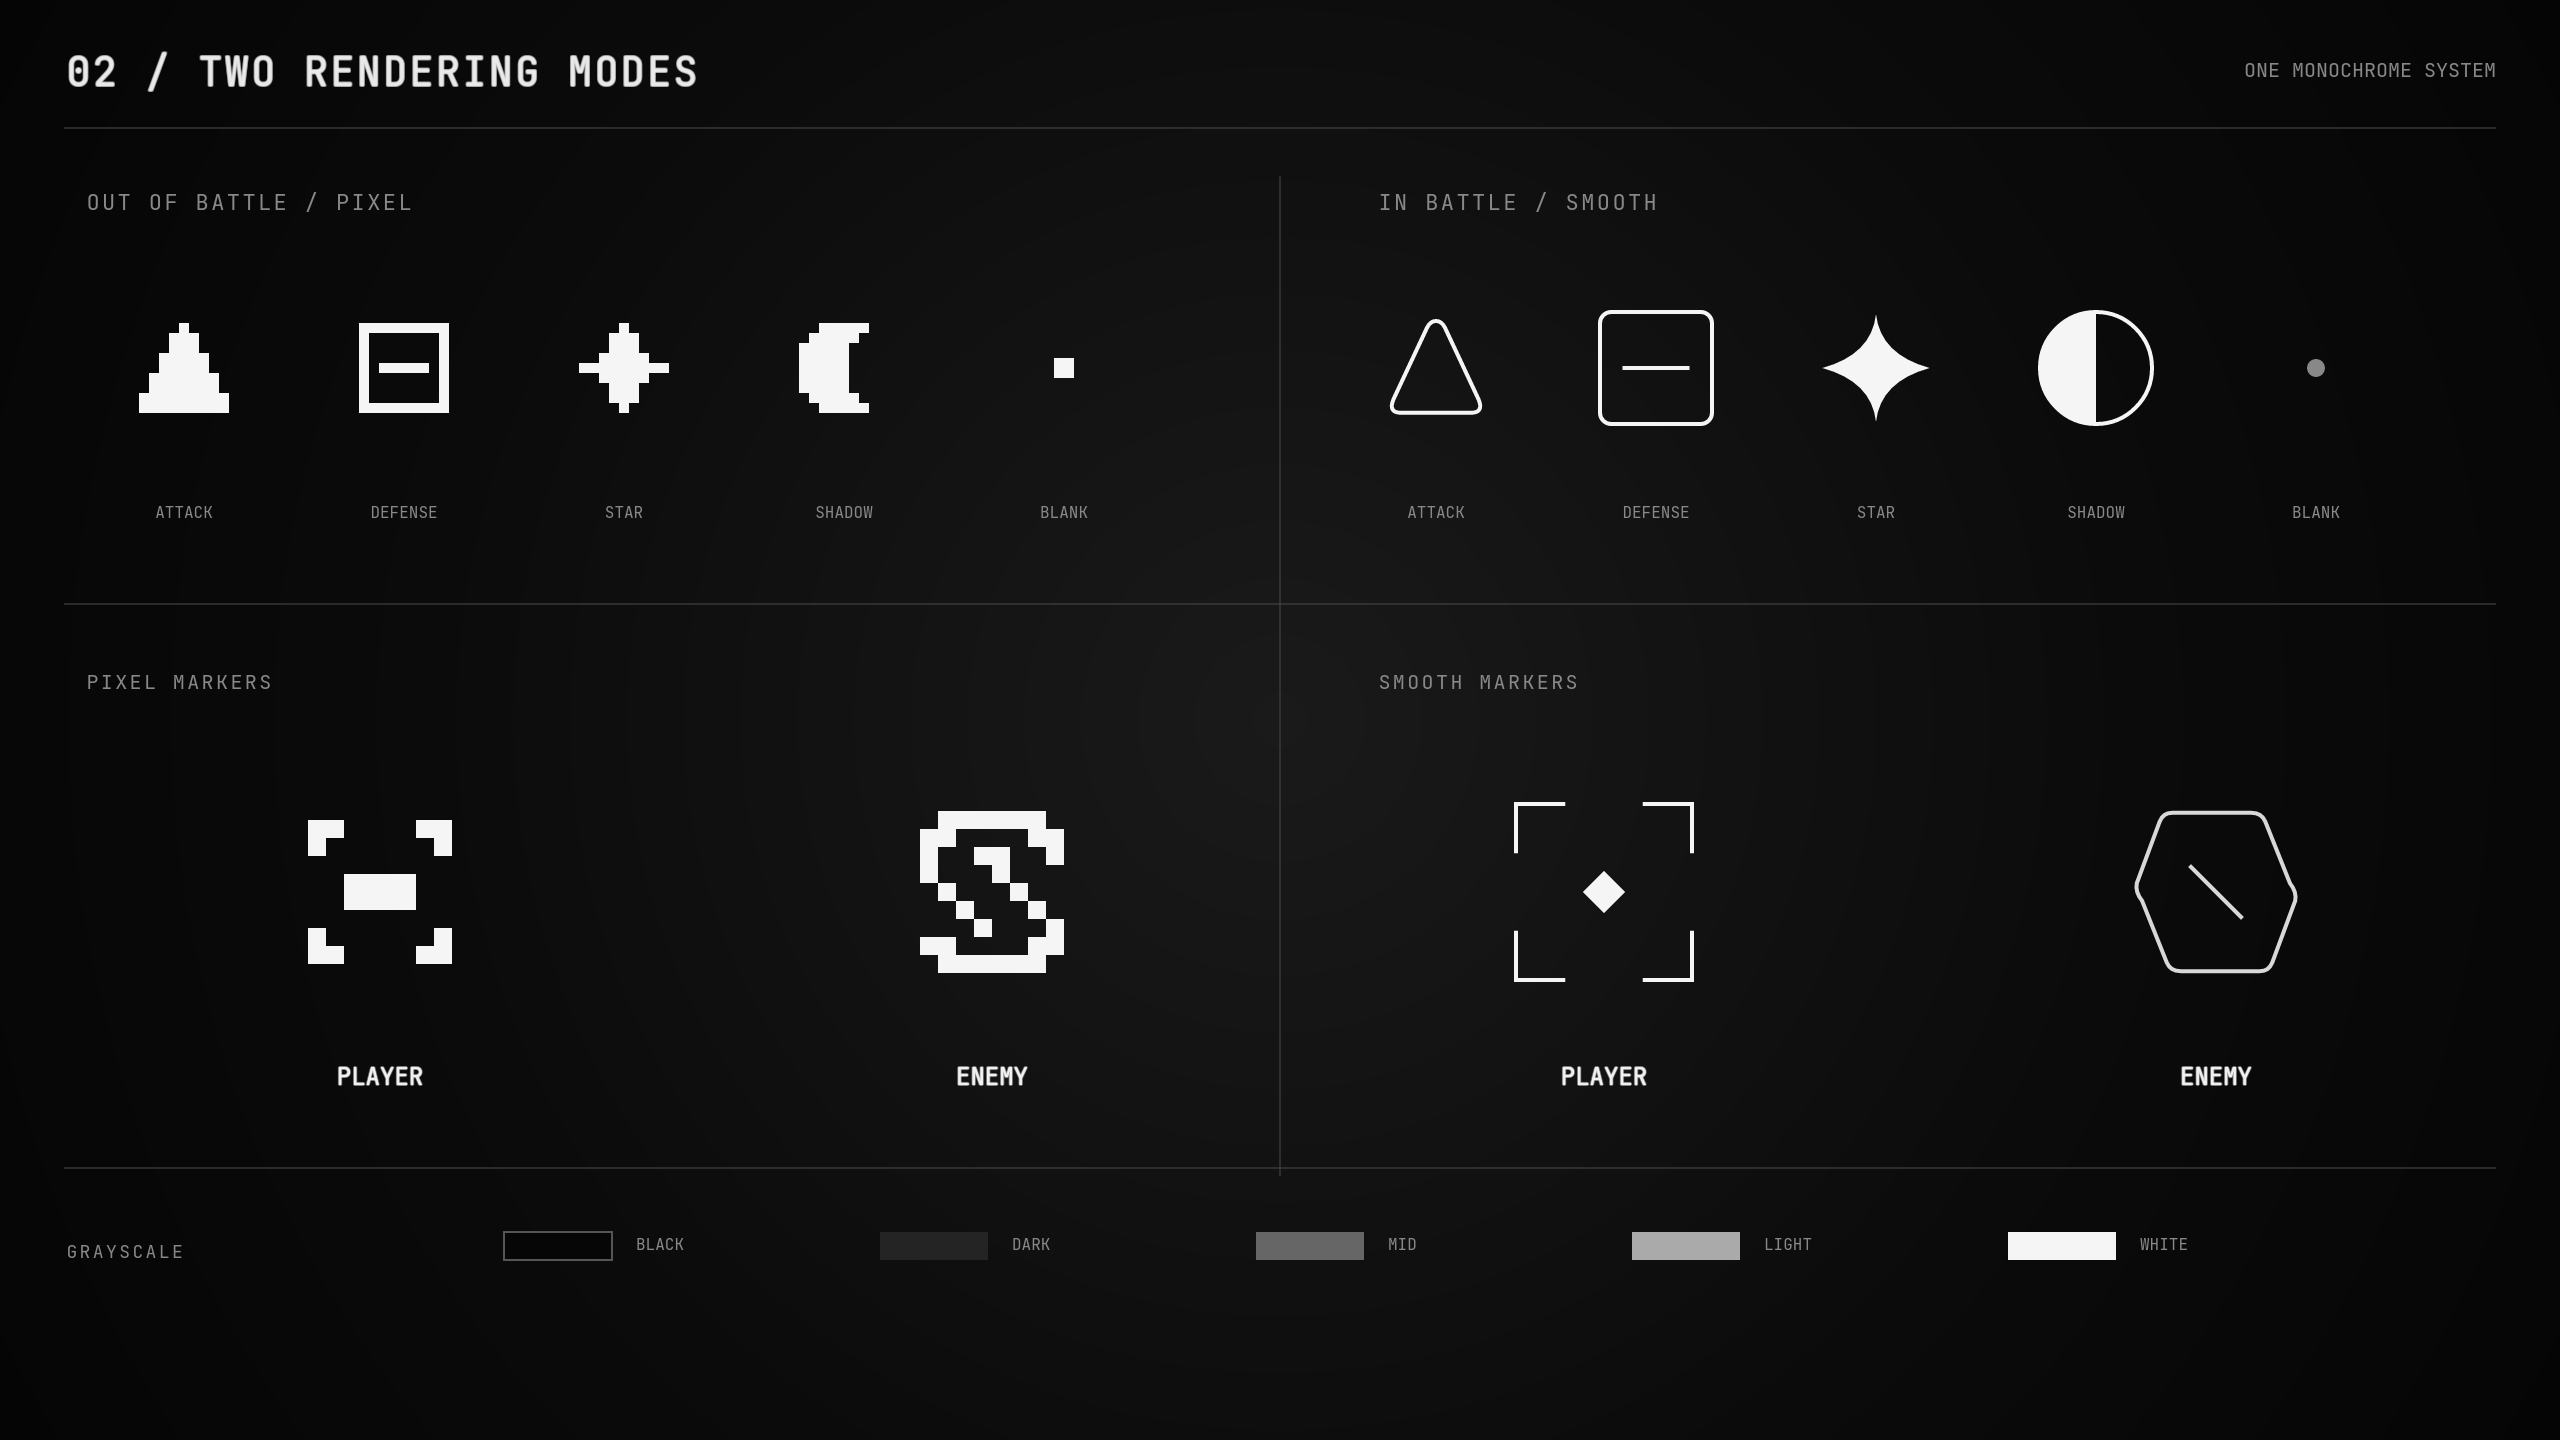 02 / TWO RENDERING MODES
ONE MONOCHROME SYSTEM
OUT OF BATTLE / PIXEL
ATTACK
DEFENSE
STAR
SHADOW
BLANK
IN BATTLE / SMOOTH
ATTACK
DEFENSE
STAR
SHADOW
BLANK
PIXEL MARKERS
PLAYER
ENEMY
SMOOTH MARKERS
PLAYER
ENEMY
GRAYSCALE
BLACK
DARK
MID
LIGHT
WHITE